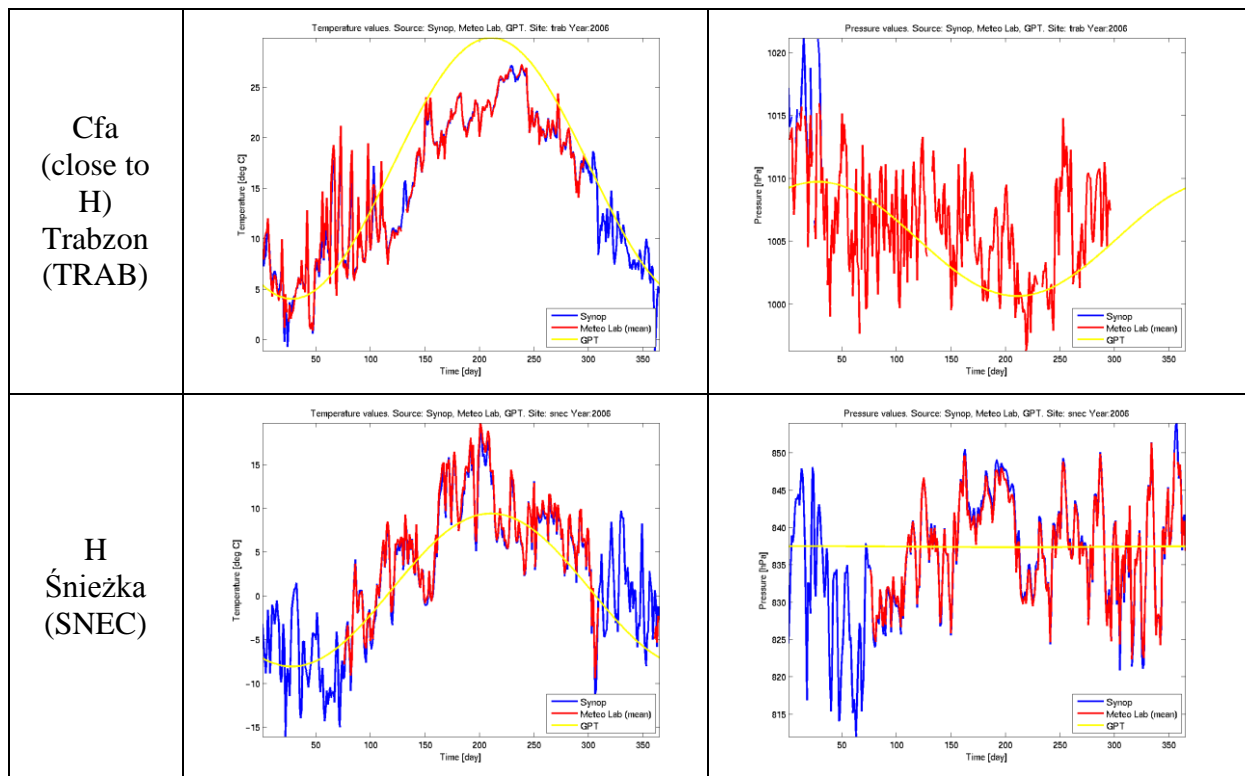 Cfa
(close to
H)
Trabzon
(TRAB)
Temperature values. Source: Synop, Meteo Lab, GPT. Site: trab Year:2006
Temperature [deg C]
25
20
15
10
5
0
50 100 150 200 250 300 350
Time [day]
Synop
Meteo Lab (mean)
GPT
Pressure values. Source: Synop, Meteo Lab, GPT. Site: trab Year:2006
Pressure [hPa]
1020
1015
1010
1005
1000
50 100 150 200 250 300 350
Time [day]
Synop
Meteo Lab (mean)
GPT
H
Śnieżka
(SNEC)
Temperature values. Source: Synop, Meteo Lab, GPT. Site: snec Year:2006
Temperature [deg C]
15
10
5
0
-5
-10
-15
50 100 150 200 250 300 350
Time [day]
Synop
Meteo Lab (mean)
GPT
Pressure values. Source: Synop, Meteo Lab, GPT. Site: snec Year:2006
Pressure [hPa]
850
845
840
835
830
825
820
815
50 100 150 200 250 300 350
Time [day]
Synop
Meteo Lab (mean)
GPT